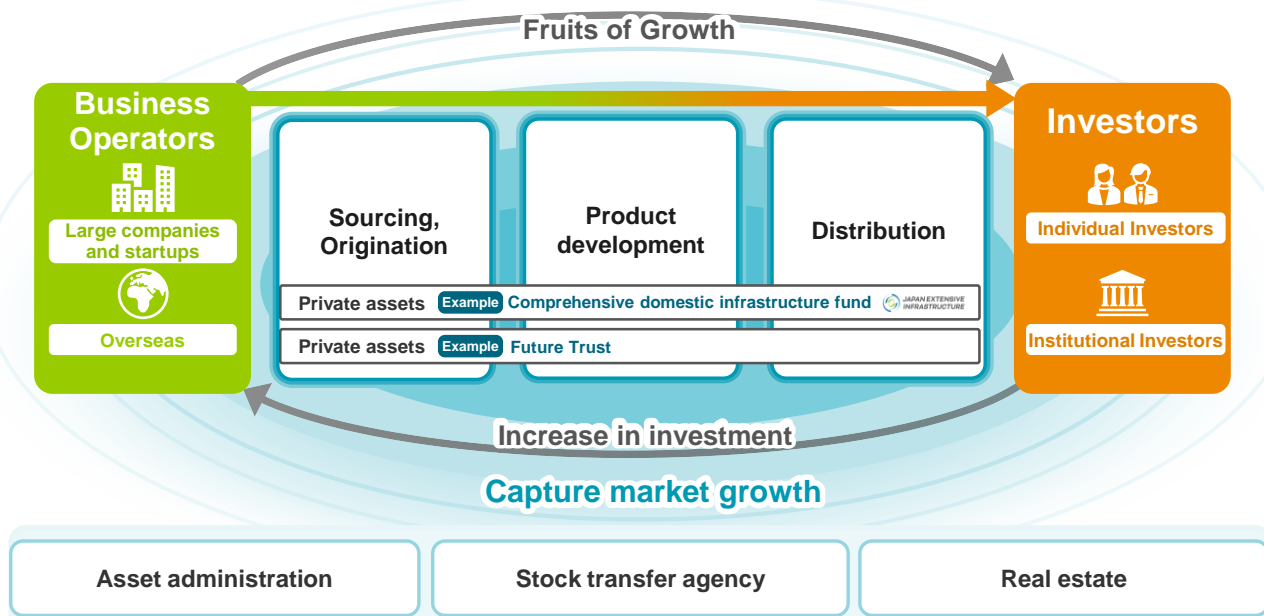 Fruits of Growth
Business
Operators
Large companies
and startups
Overseas
Sourcing,
Origination
Product
development
Distribution
Private assets Example Comprehensive domestic infrastructure fund JAPAN EXTENSIVE
INFRASTRUCTURE
Private assets Example Future Trust
Investors
Individual Investors
Institutional Investors
Increase in investment
Capture market growth
Asset administration
Stock transfer agency
Real estate